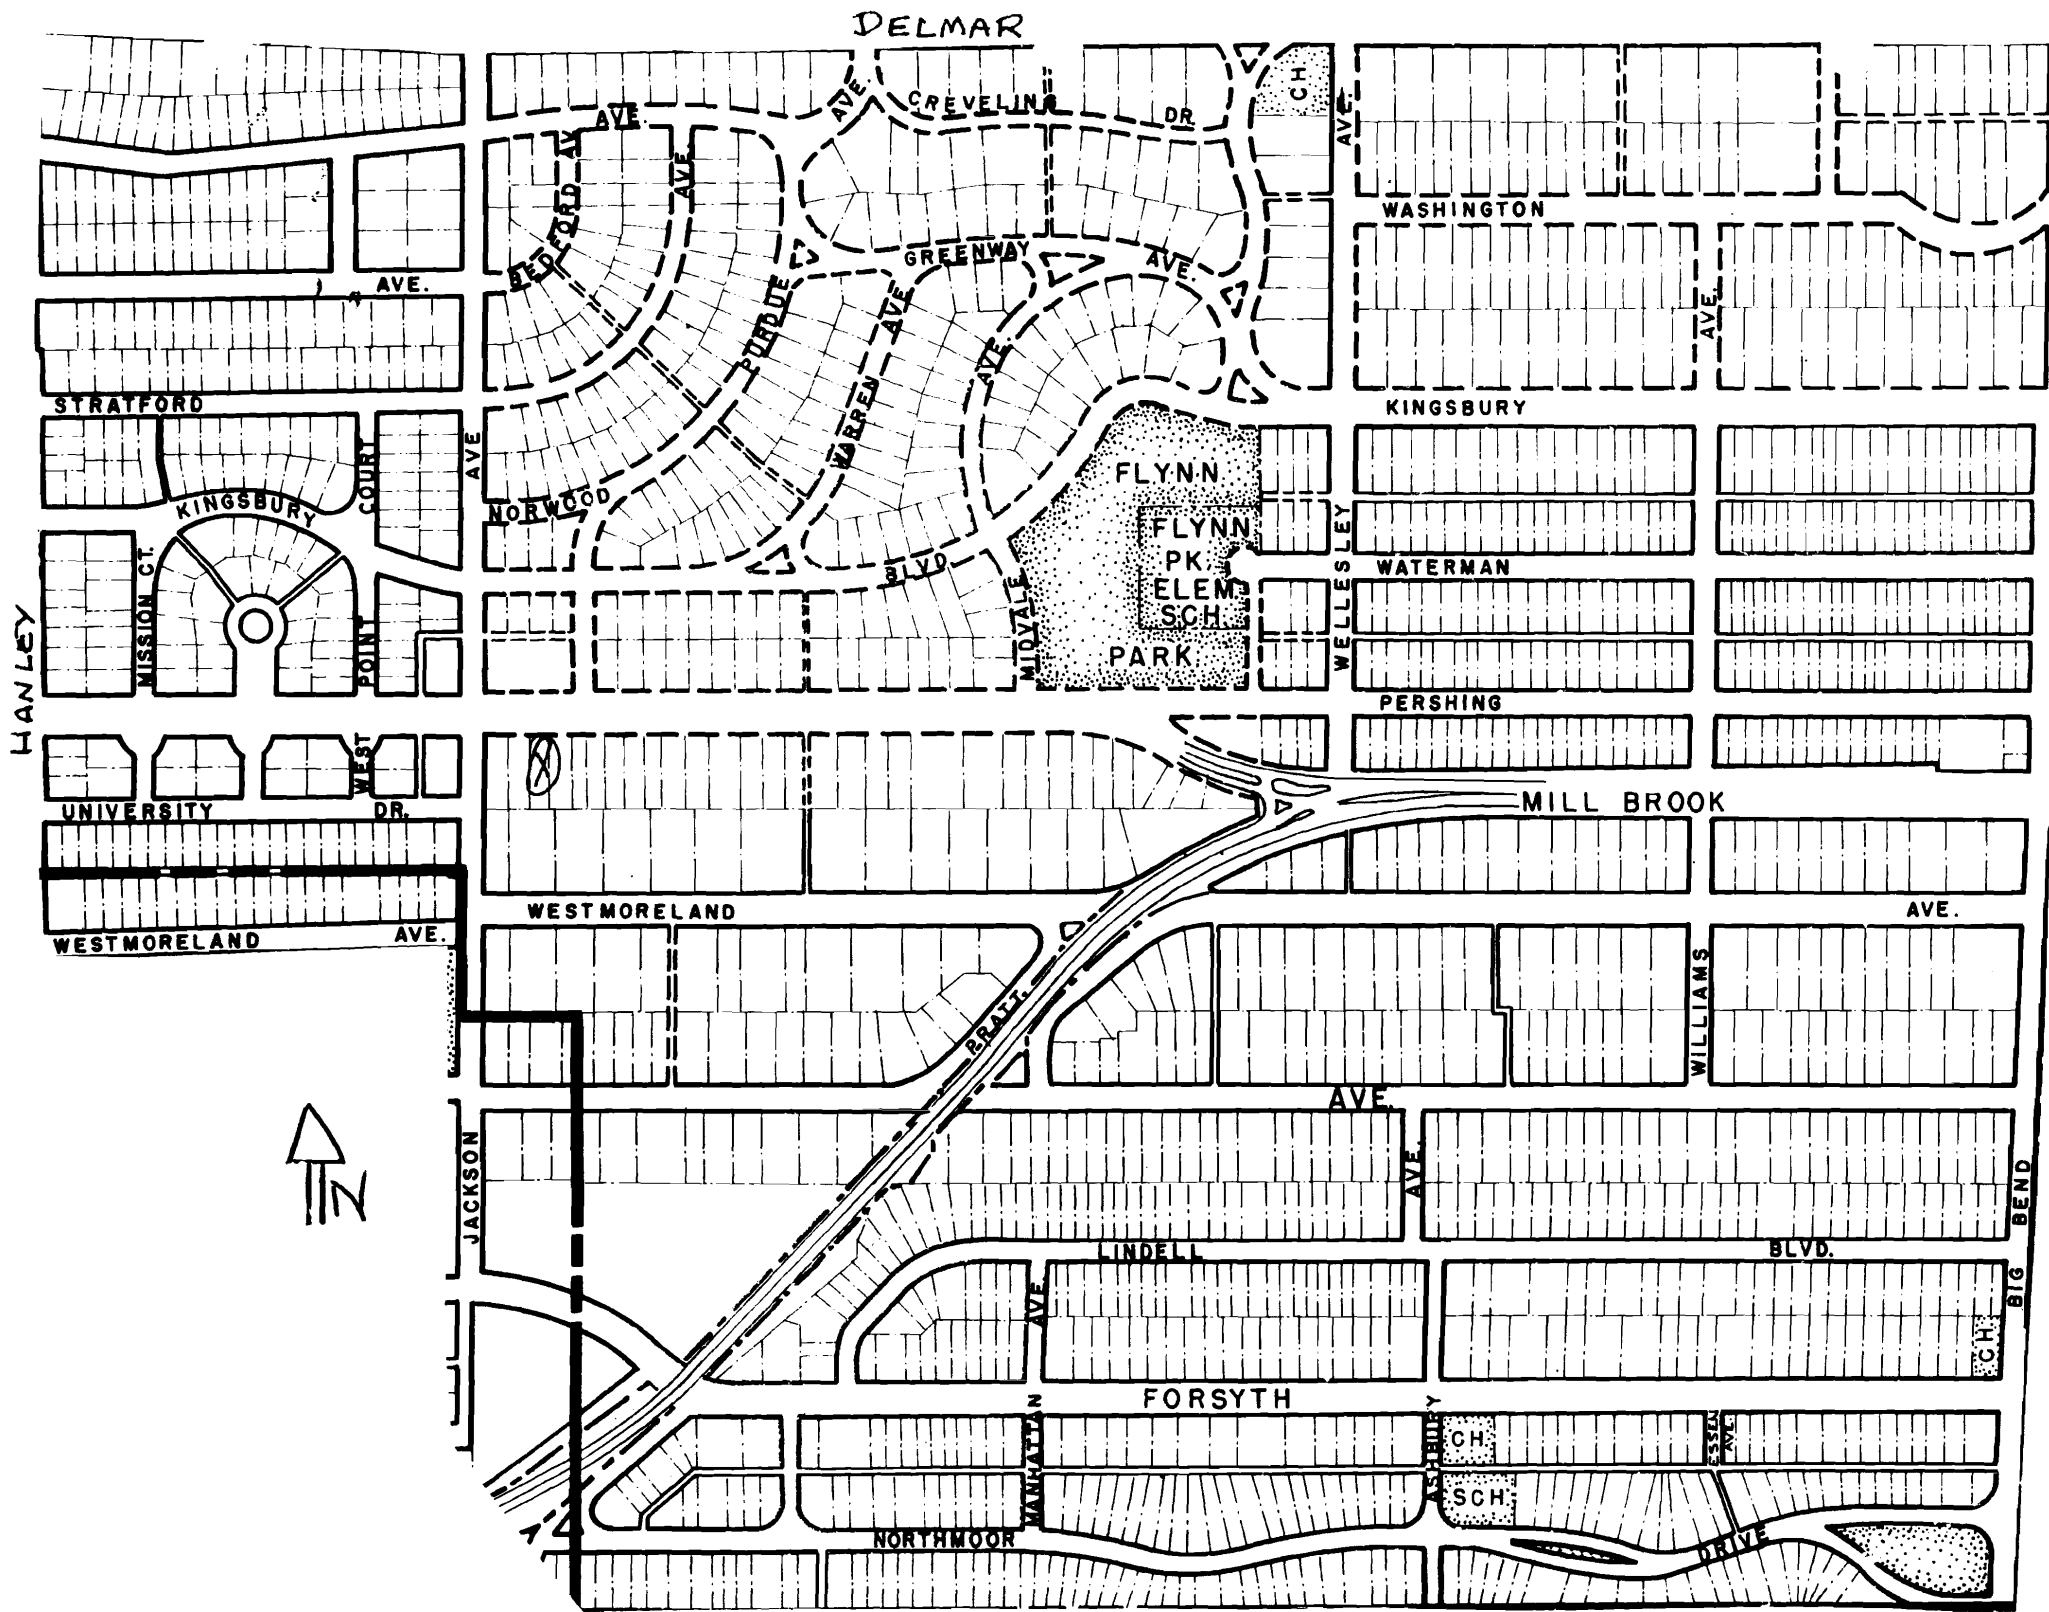 DELMAR
CH
CREVELING
DR.
AVE.
AVE.
AVE.
BEDFORD AV
AVE.
WASHINGTON
GREENWAY
AVE.
AVE.
PURDUE
AVE.
AVE.
AVE.
WARREN
STRATFORD
KINGSBURY
COURT
AVE
FLYNN
KINGSBURY
NORWOOD
FLYNN
PK.
ELEM.
SCH.
WELLESLEY
WATERMAN
MISSION CT.
BLVD
MIDVALE
HANLEY
POINT
PARK
PERSHING
WEST
X
UNIVERSITY
DR.
MILL BROOK
WESTMORELAND
AVE.
WESTMORELAND
AVE.
P.R.A.T.T.
WILLIAMS
AVE.
N
JACKSON
AVE.
BIG BEND
LINDELL
BLVD.
AVE.
CH
FORSYTH
MANHATTAN
ASHBURY
CH
ESSEN
AVE.
SCH.
NORTHMOOR
DRIVE